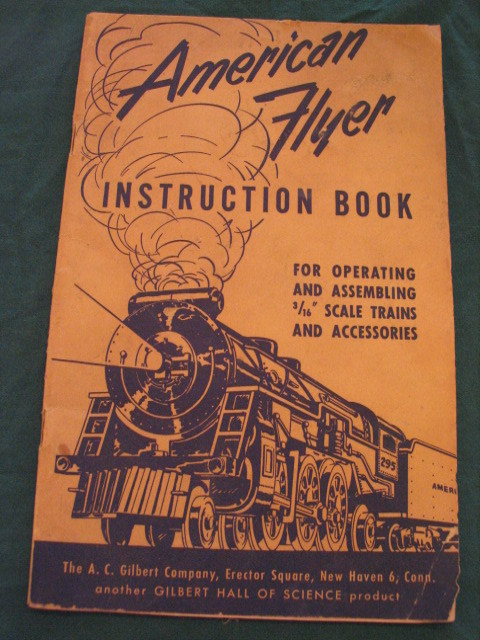 American
Flyer
INSTRUCTION BOOK
FOR OPERATING
AND ASSEMBLING
3/16" SCALE TRAINS
AND ACCESSORIES
295
AMERI
The A. C. Gilbert Company, Erector Square, New Haven 6, Conn.
another GILBERT HALL OF SCIENCE product